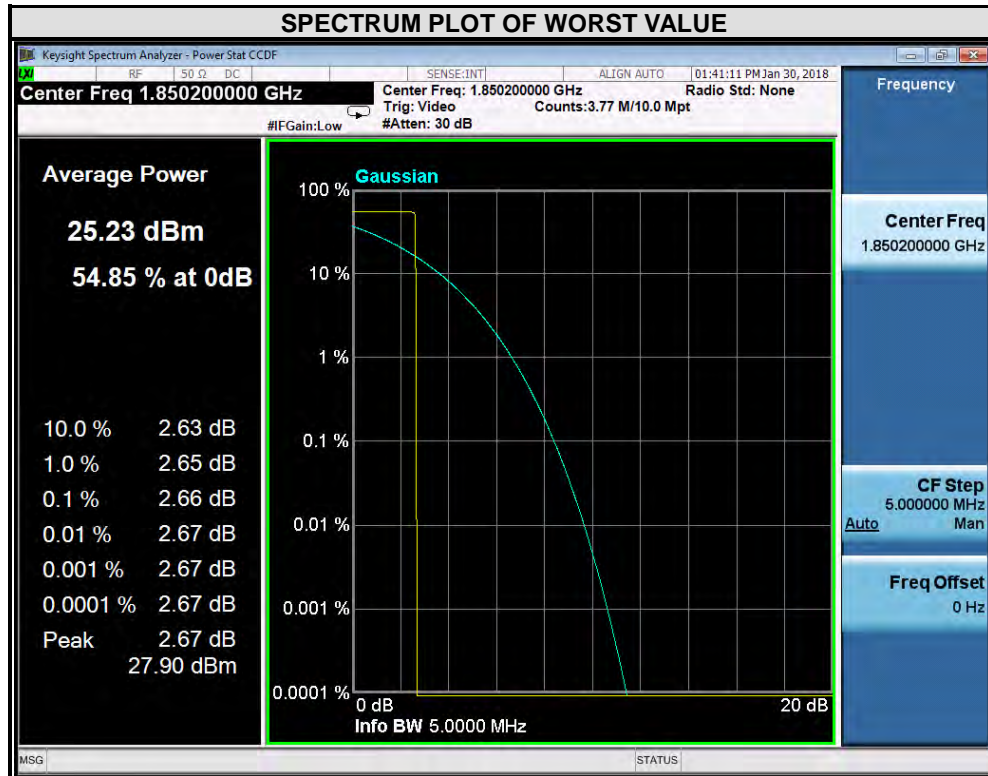 SPECTRUM PLOT OF WORST VALUE
Keysight Spectrum Analyzer - Power Stat CCDF
LXI RF 50 Ω DC SENSE:INT ALIGN AUTO 01:41:11 PM Jan 30, 2018
Center Freq 1.850200000 GHz
Center Freq: 1.850200000 GHz Radio Std: None
Trig: Video Counts:3.77 M/10.0 Mpt
#IFGain:Low #Atten: 30 dB
Frequency
Average Power
25.23 dBm
54.85 % at 0dB
10.0 % 2.63 dB
1.0 % 2.65 dB
0.1 % 2.66 dB
0.01 % 2.67 dB
0.001 % 2.67 dB
0.0001 % 2.67 dB
Peak 2.67 dB
27.90 dBm
Gaussian
100 %
10 %
1 %
0.1 %
0.01 %
0.001 %
0.0001 %
0 dB 20 dB
Info BW 5.0000 MHz
Center Freq
1.850200000 GHz
CF Step
5.000000 MHz
Auto Man
Freq Offset
0 Hz
MSG STATUS